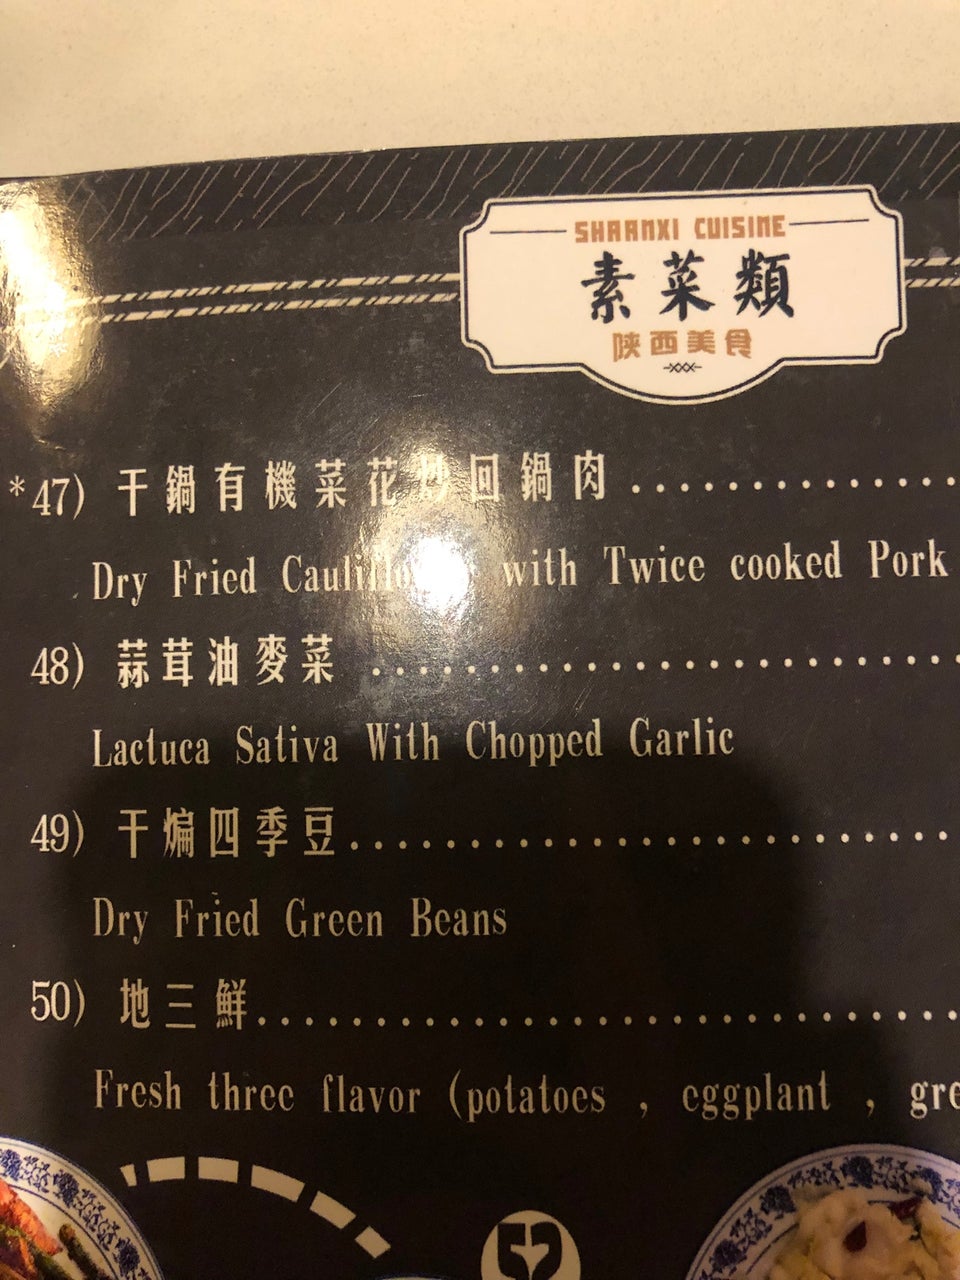 SHAANXI CUISINE
素菜類
陕西美食
*47) 干鍋有機菜花炒回鍋肉..............
Dry Fried with Twice cooked Pork
48) 蒜茸油麥菜 .........................
Lactuca Sativa With Chopped Garlic
49) 干煸四季豆..........................
Dry Fried Green Beans
50) 地三鮮..............................
Fresh three flavor (potatoes , eggplant , gre